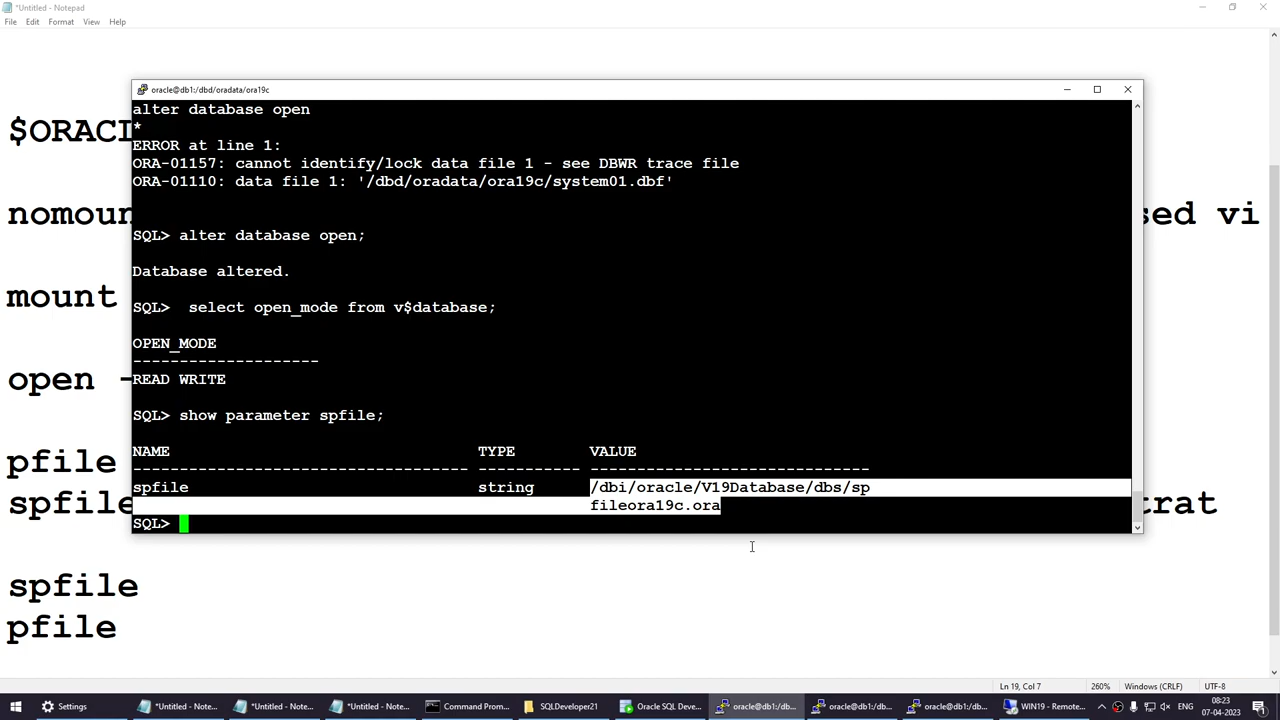 *Untitled - Notepad
File Edit Format View Help
$ORACL
nomoun
sed vi
mount
open -
pfile
spfile
trat
spfile
pfile
oracle@db1:/dbd/oradata/ora19c
alter database open
*
ERROR at line 1:
ORA-01157: cannot identify/lock data file 1 - see DBWR trace file
ORA-01110: data file 1: '/dbd/oradata/ora19c/system01.dbf'
SQL> alter database open;
Database altered.
SQL>  select open_mode from v$database;
OPEN_MODE
--------------------
READ WRITE
SQL> show parameter spfile;
NAME TYPE VALUE
------------------------------------ ----------- ------------------------------
spfile string /dbi/oracle/V19Database/dbs/sp
fileora19c.ora
SQL>
Ln 19, Col 7 260% Windows (CRLF) UTF-8
Settings *Untitled - Note... *Untitled - Note... *Untitled - Note... Command Prom... SQLDeveloper21 Oracle SQL Deve... oracle@db1:/db... oracle@db1:/db... oracle@db1:/db... WIN19 - Remote... ENG 08:23
07-04-2023